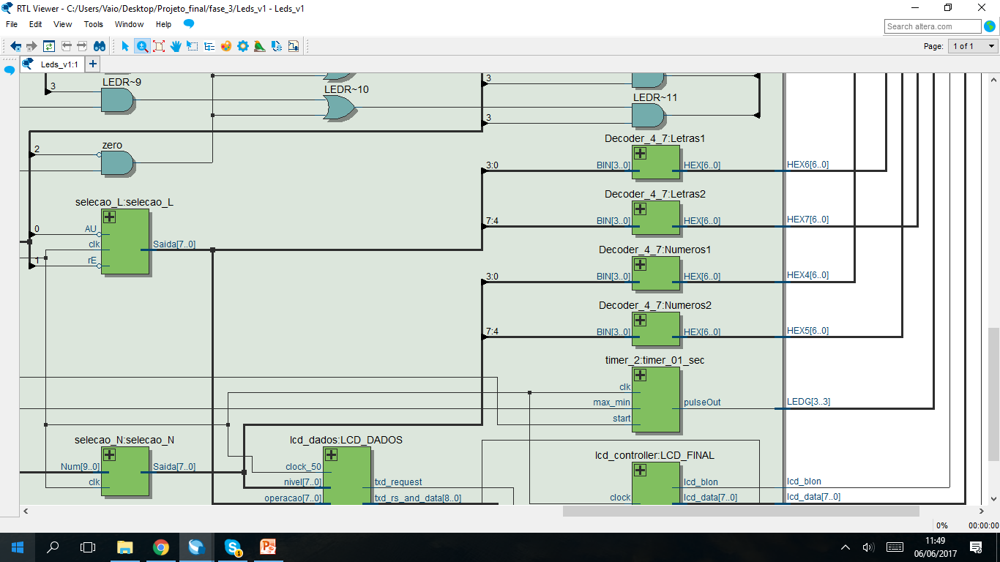 RTL Viewer - C:/Users/Vaio/Desktop/Projeto_final/fase_3/Leds_v1 - Leds_v1
File Edit View Tools Window Help
Search altera.com
Page: 1 of 1
Leds_v1:1
3
LEDR~9
LEDR~10
3
LEDR~11
3
2
zero
Decoder_4_7:Letras1
3:0
BIN[3..0]
HEX[6..0]
HEX6[6..0]
selecao_L:selecao_L
0
AU
clk
1
rE
Saida[7..0]
Decoder_4_7:Letras2
7:4
BIN[3..0]
HEX[6..0]
HEX7[6..0]
Decoder_4_7:Numeros1
3:0
BIN[3..0]
HEX[6..0]
HEX4[6..0]
Decoder_4_7:Numeros2
7:4
BIN[3..0]
HEX[6..0]
HEX5[6..0]
timer_2:timer_01_sec
clk
max_min
start
pulseOut
LEDG[3..3]
selecao_N:selecao_N
Num[9..0]
clk
Saida[7..0]
lcd_dados:LCD_DADOS
clock_50
nivel[7..0]
operacao[7..0]
txd_request
txd_rs_and_data[8..0]
lcd_controller:LCD_FINAL
clock
lcd_blon
lcd_data[7..0]
lcd_blon
lcd_data[7..0]
0%
00:00:00
1
11:49
06/06/2017